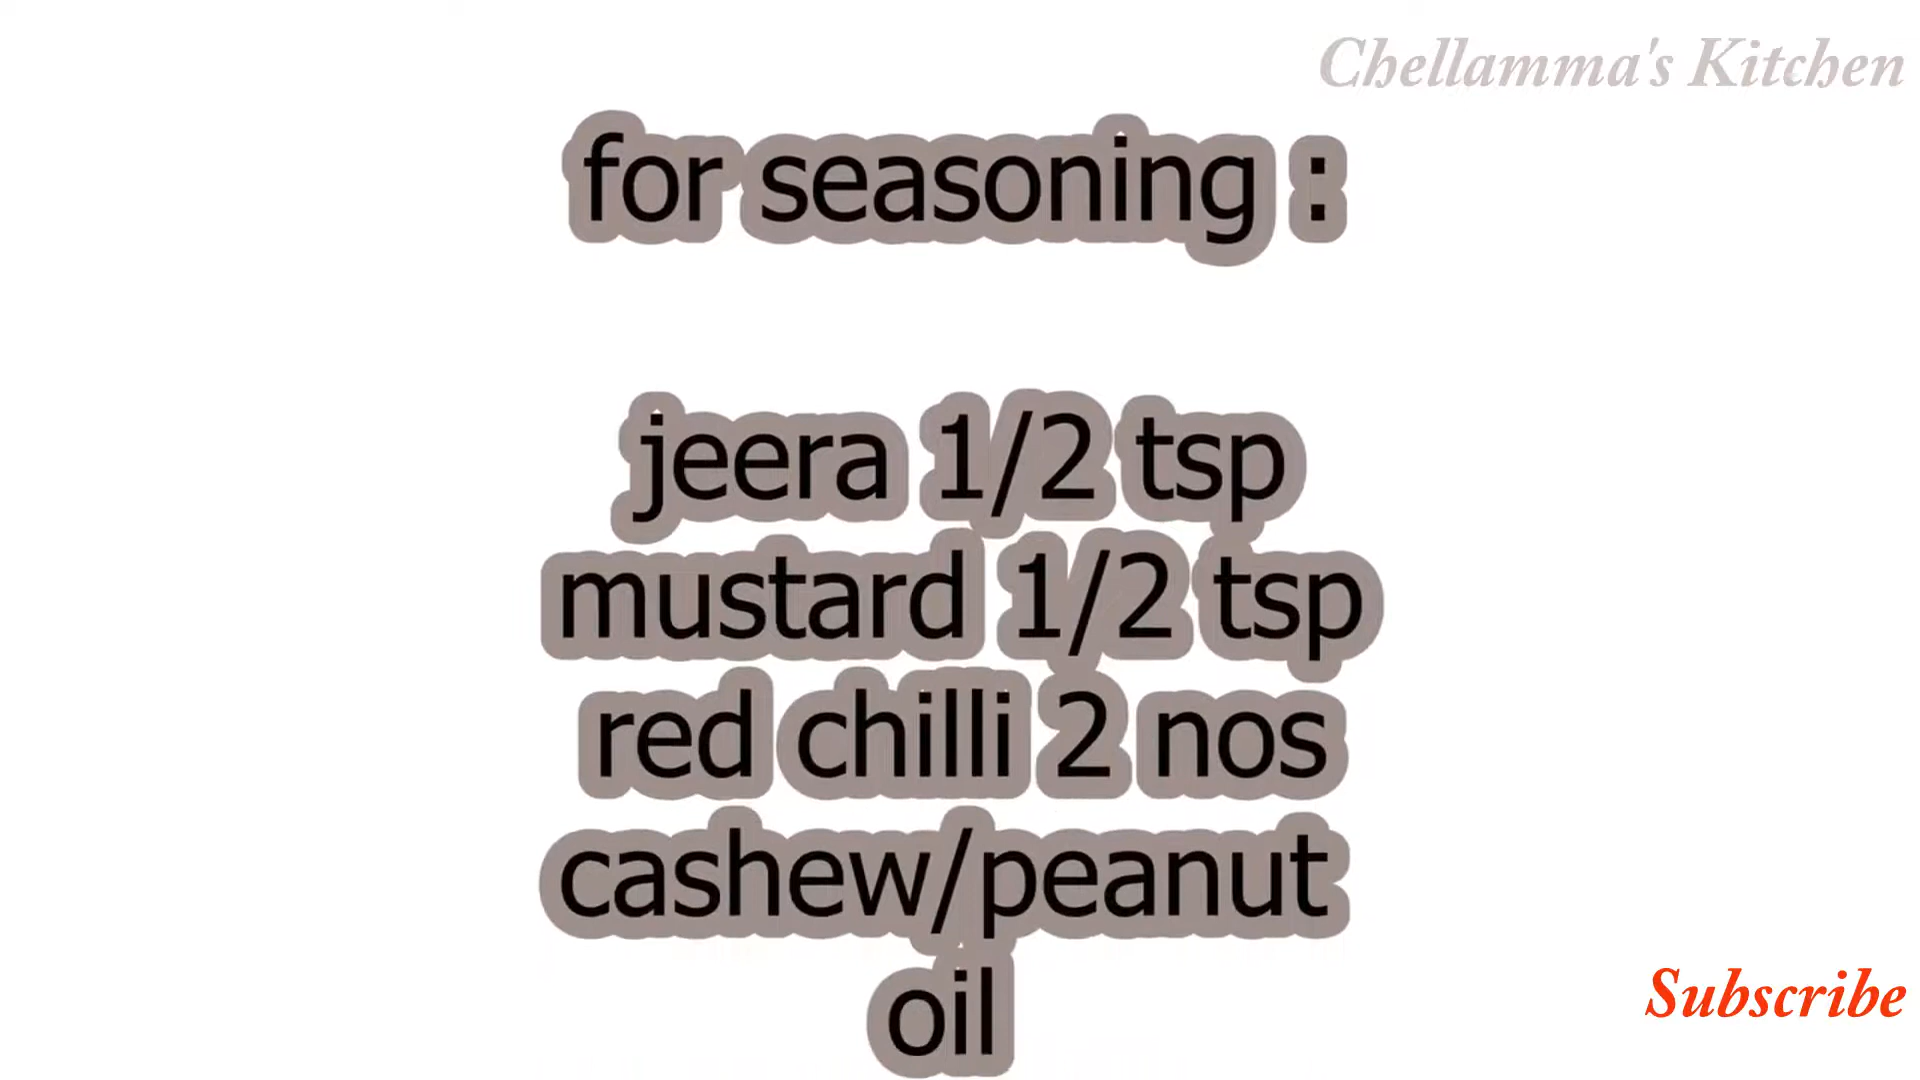 Chellamma's Kitchen
for seasoning :
jeera 1/2 tsp
mustard 1/2 tsp
red chilli 2 nos
cashew/peanut
oil
Subscribe